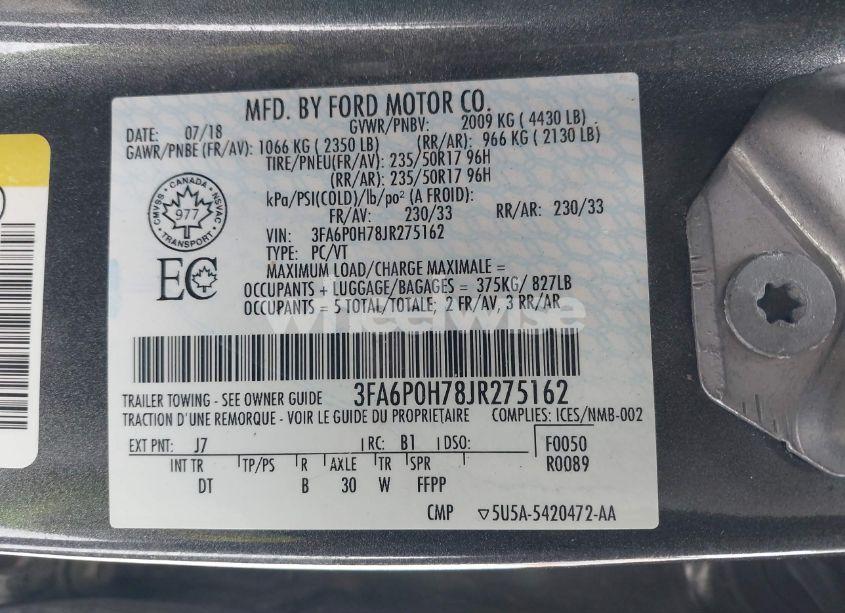 MFD. BY FORD MOTOR CO.
DATE: 07/18 GVWR/PNBV: 2009 KG ( 4430 LB)
GAWR/PNBE (FR/AV): 1066 KG ( 2350 LB) (RR/AR): 966 KG ( 2130 LB)
TIRE/PNEU(FR/AV): 235/50R17 96H
(RR/AR): 235/50R17 96H
kPa/PSI(COLD)/lb/po² (A FROID):
FR/AV: 230/33 RR/AR: 230/33
CANADA
CMVSS 977 NSVAC
TRANSPORT
VIN: 3FA6P0H78JR275162
TYPE: PC/VT
EC
MAXIMUM LOAD/CHARGE MAXIMALE =
OCCUPANTS + LUGGAGE/BAGAGES = 375KG/ 827LB
OCCUPANTS = 5 TOTAL/TOTALE; 2 FR/AV, 3 RR/AR
wheelwise
TRAILER TOWING - SEE OWNER GUIDE 3FA6P0H78JR275162
TRACTION D'UNE REMORQUE - VOIR LE GUIDE DU PROPRIETAIRE COMPLIES: ICES/NMB-002
EXT PNT: J7 RC: B1 DSO: F0050
INT TR TP/PS R AXLE TR SPR R0089
DT B 30 W FFPP
CMP ▽5U5A-5420472-AA